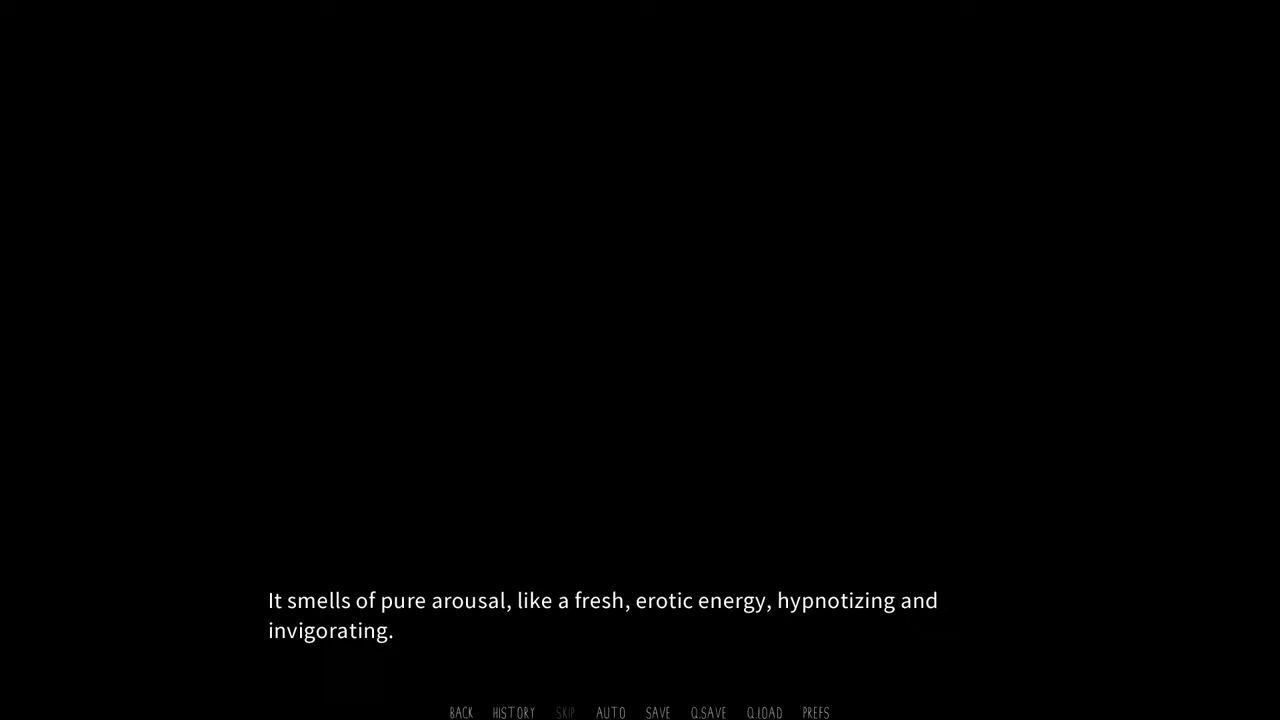 It smells of pure arousal, like a fresh, erotic energy, hypnotizing and
invigorating.
BACK HISTORY SKIP AUTO SAVE Q.SAVE Q.LOAD PREFS